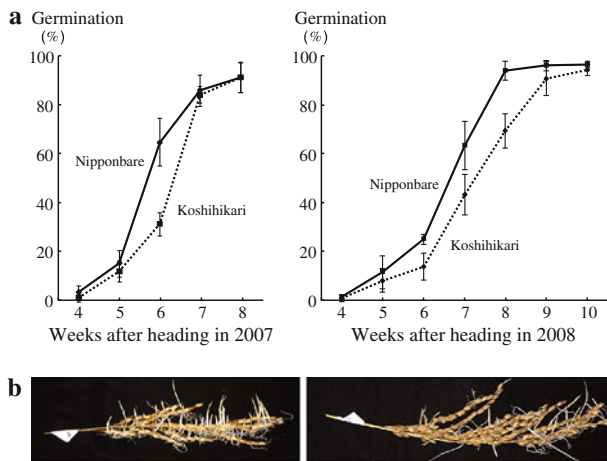 a
Germination
(%)
100
80
60
40
20
0
Nipponbare
Koshihikari
4 5 6 7 8
Weeks after heading in 2007
Germination
(%)
100
80
60
40
20
0
Nipponbare
Koshihikari
4 5 6 7 8 9 10
Weeks after heading in 2008
b